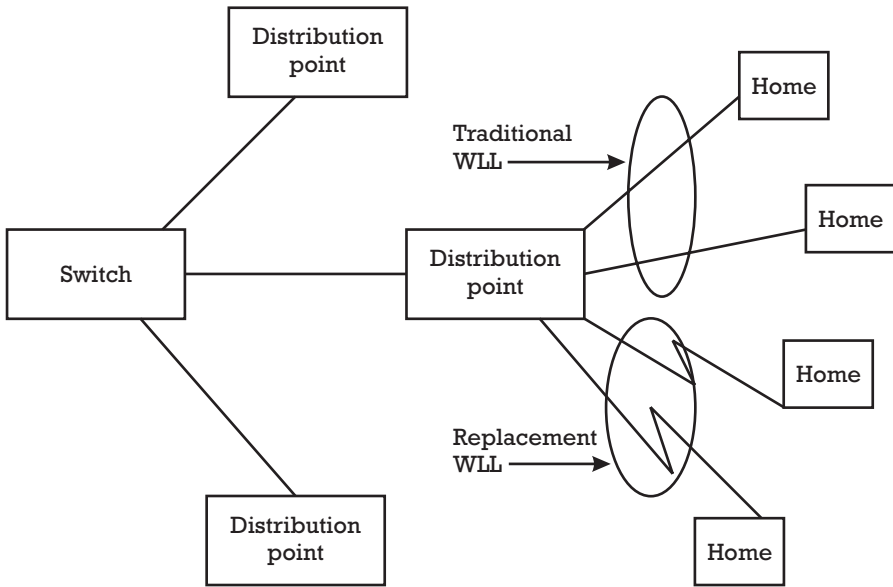 Distribution
point
Home
Traditional
WLL
Home
Switch
Distribution
point
Home
Replacement
WLL
Distribution
point
Home